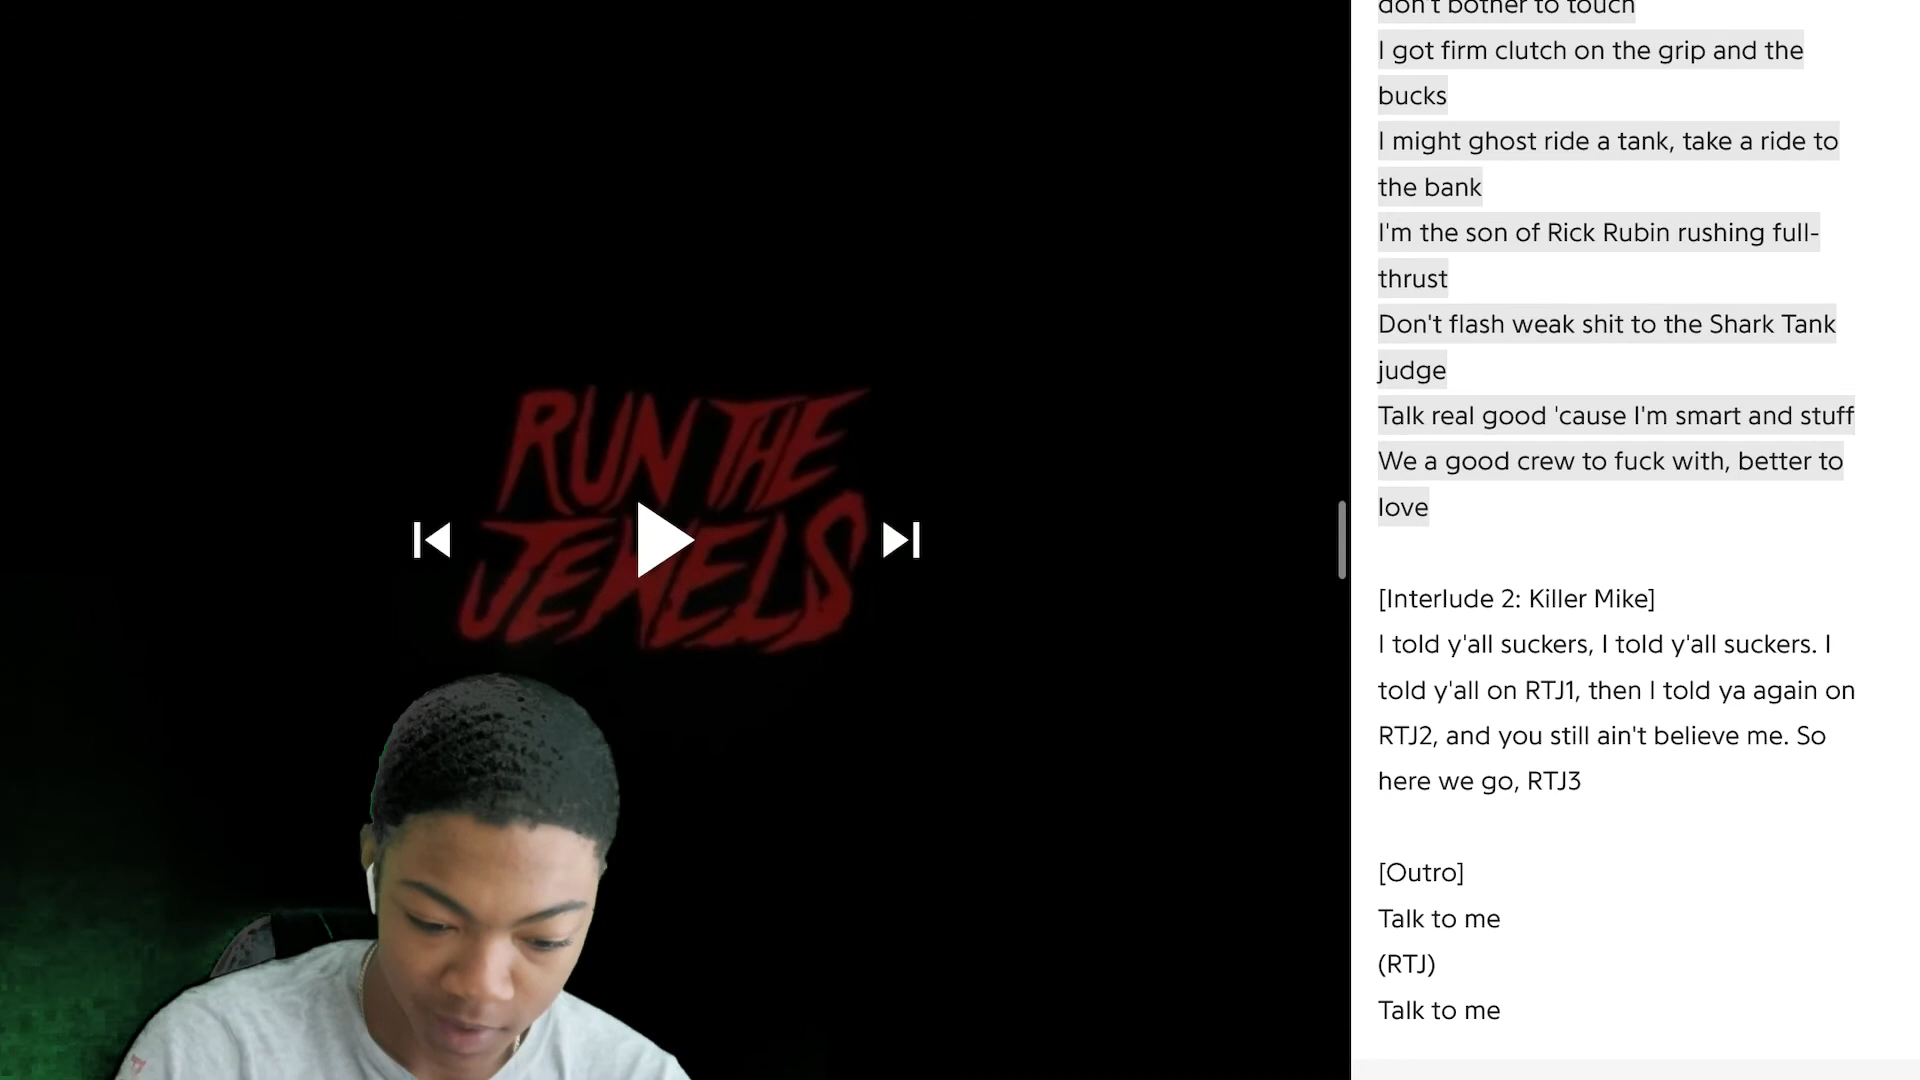 RUN THE
JEWELS
don't bother to touch
I got firm clutch on the grip and the
bucks
I might ghost ride a tank, take a ride to
the bank
I'm the son of Rick Rubin rushing full-
thrust
Don't flash weak shit to the Shark Tank
judge
Talk real good 'cause I'm smart and stuff
We a good crew to fuck with, better to
love
[Interlude 2: Killer Mike]
I told y'all suckers, I told y'all suckers. I
told y'all on RTJ1, then I told ya again on
RTJ2, and you still ain't believe me. So
here we go, RTJ3
[Outro]
Talk to me
(RTJ)
Talk to me